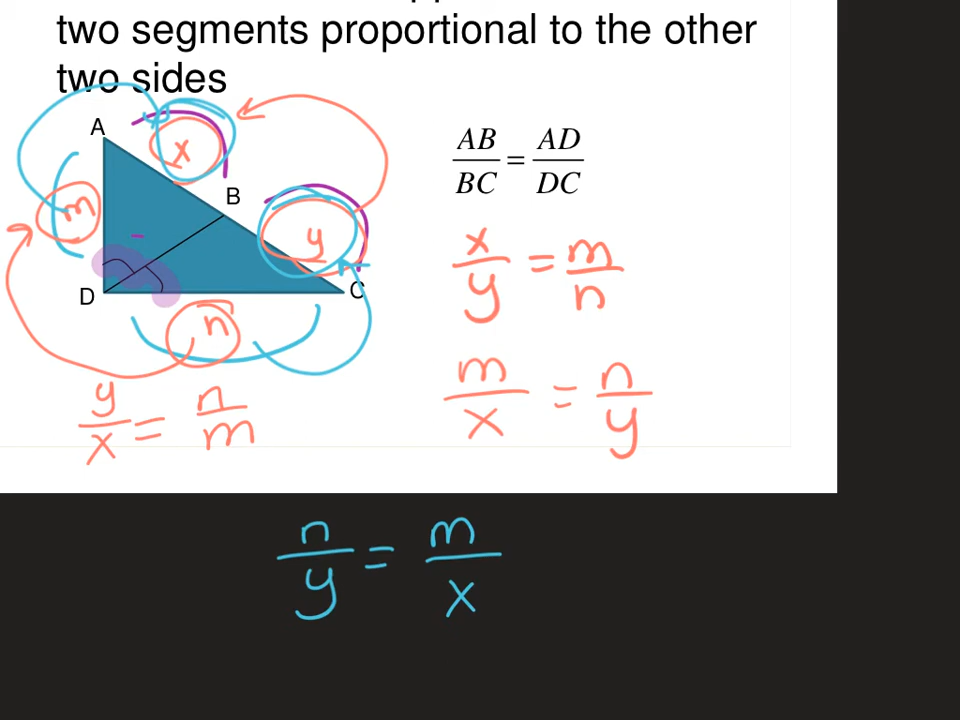 two segments proportional to the other
two sides
A
x
B
m
y
D
C
n
AB/BC = AD/DC
x/y = m/n
m/x = n/y
y/x = n/m
n/y = m/x